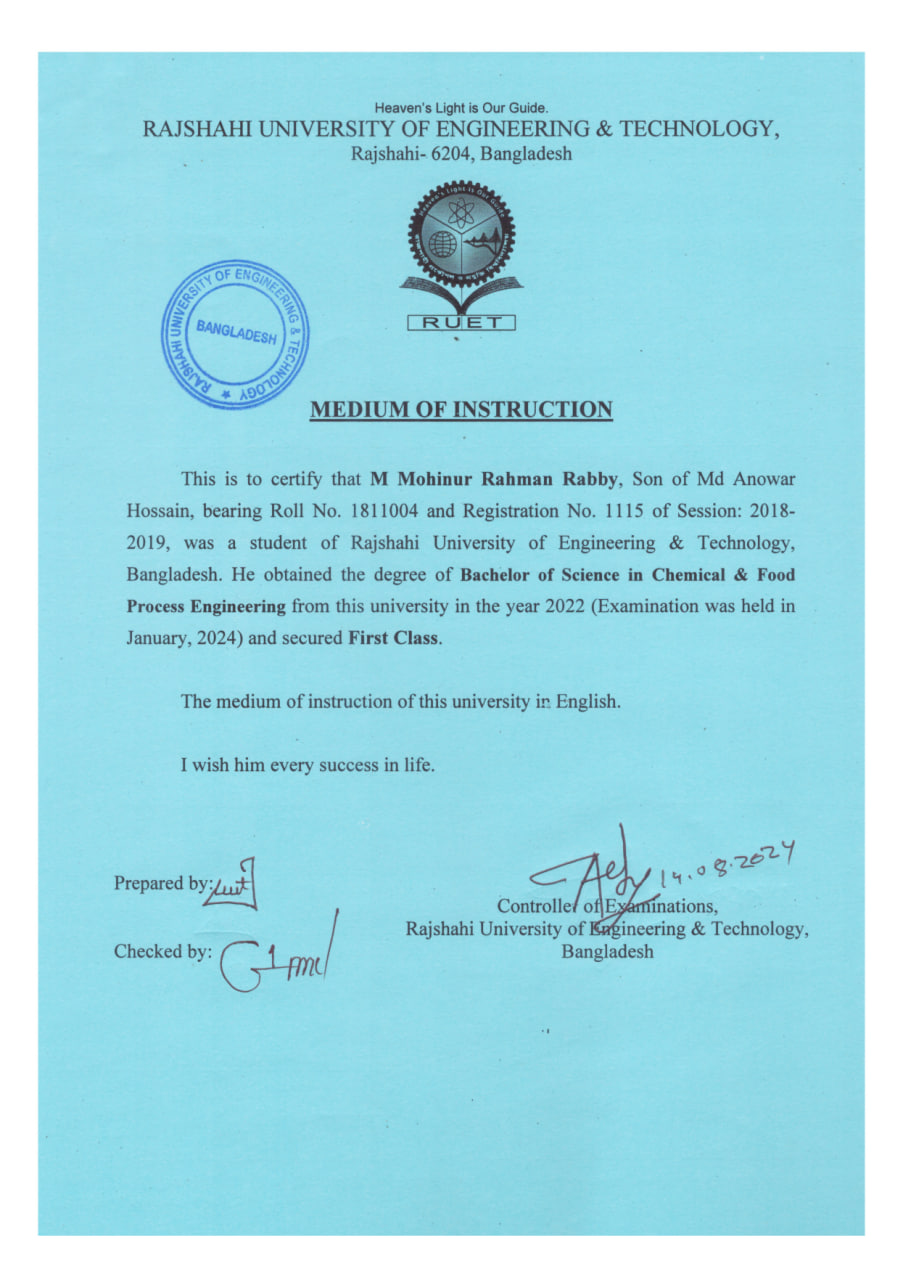 Heaven's Light is Our Guide.
RAJSHAHI UNIVERSITY OF ENGINEERING & TECHNOLOGY,
Rajshahi- 6204, Bangladesh
Heaven's Light is Our Guide
RUET
RAJSHAHI UNIVERSITY OF ENGINEERING & TECHNOLOGY
BANGLADESH
MEDIUM OF INSTRUCTION
This is to certify that M Mohinur Rahman Rabby, Son of Md Anowar
Hossain, bearing Roll No. 1811004 and Registration No. 1115 of Session: 2018-
2019, was a student of Rajshahi University of Engineering & Technology,
Bangladesh. He obtained the degree of Bachelor of Science in Chemical & Food
Process Engineering from this university in the year 2022 (Examination was held in
January, 2024) and secured First Class.
The medium of instruction of this university in English.
I wish him every success in life.
Prepared by:
14.08.2024
Controller of Examinations,
Rajshahi University of Engineering & Technology,
Checked by:
Bangladesh